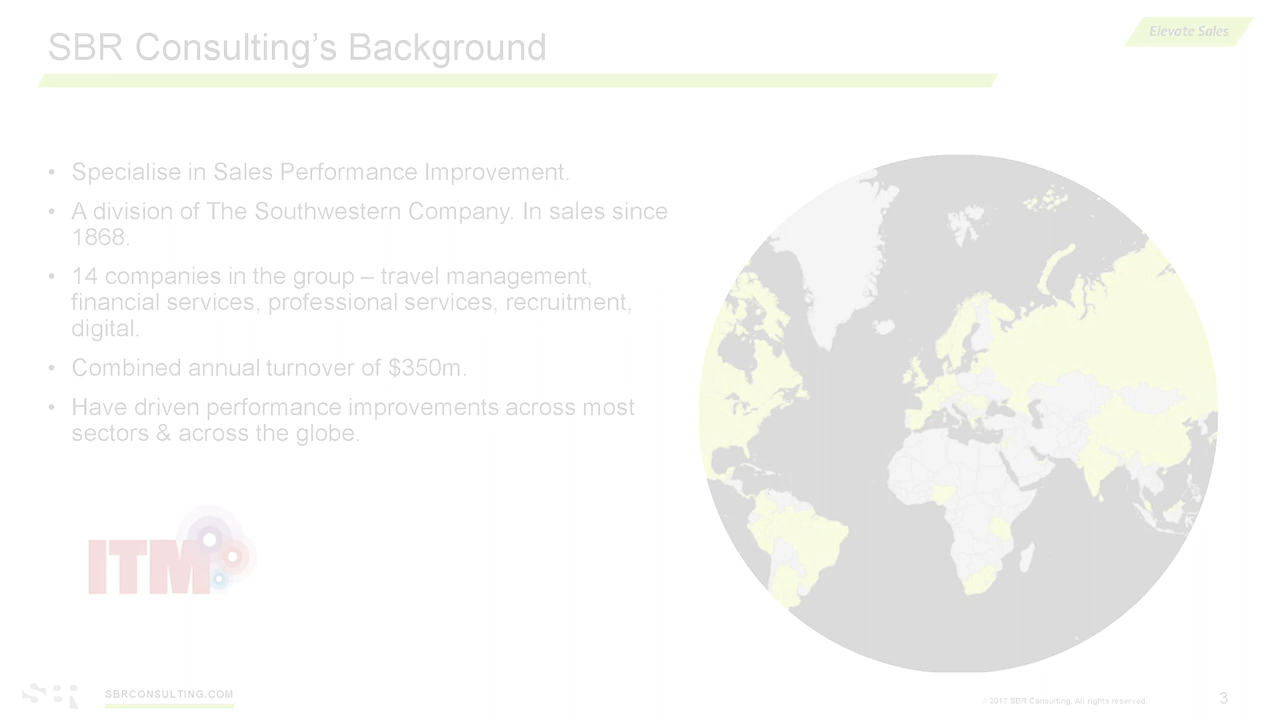 SBR Consulting’s Background
Elevate Sales
• Specialise in Sales Performance Improvement.
• A division of The Southwestern Company. In sales since
1868.
• 14 companies in the group – travel management,
financial services, professional services, recruitment,
digital.
• Combined annual turnover of $350m.
• Have driven performance improvements across most
sectors & across the globe.
ITM
SBR
SBRCONSULTING.COM
© 2017 SBR Consulting. All rights reserved.
3